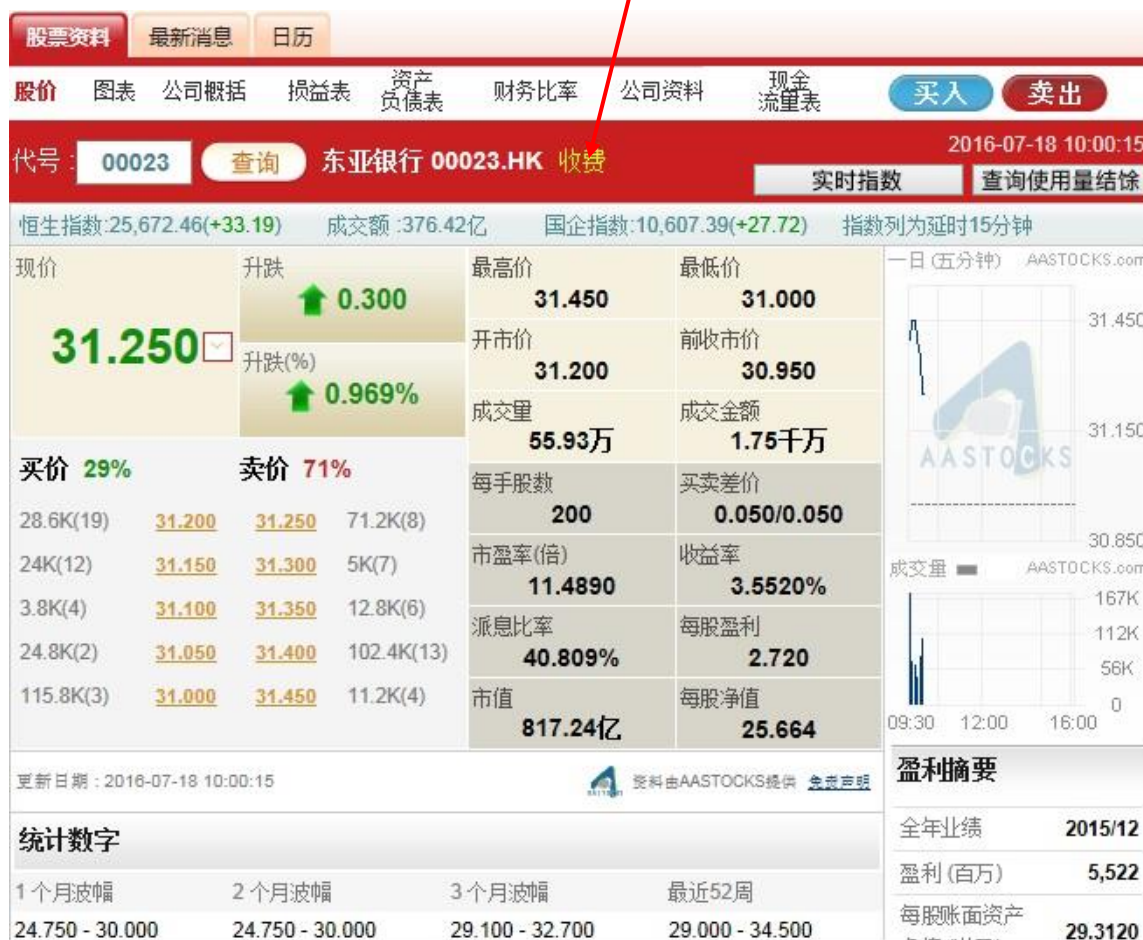 股票资料 最新消息 日历
股价 图表 公司概括 损益表 资产负债表 财务比率 公司资料 现金流量表 买入 卖出
2016-07-18 10:00:15
代号 : 00023 查询 东亚银行 00023.HK 收费
实时指数 查询使用量结馀
恒生指数:25,672.46(+33.19) 成交额 :376.42亿 国企指数:10,607.39(+27.72) 指数列为延时15分钟
现价
31.250
升跌
0.300
升跌(%)
0.969%
最高价 最低价
31.450 31.000
开市价 前收市价
31.200 30.950
成交量 成交金额
55.93万 1.75千万
每手股数 买卖差价
200 0.050/0.050
市盈率(倍) 收益率
11.4890 3.5520%
派息比率 每股盈利
40.809% 2.720
市值 每股净值
817.24亿 25.664
买价 29% 卖价 71%
28.6K(19) 31.200 31.250 71.2K(8)
24K(12) 31.150 31.300 5K(7)
3.8K(4) 31.100 31.350 12.8K(6)
24.8K(2) 31.050 31.400 102.4K(13)
115.8K(3) 31.000 31.450 11.2K(4)
一日 (五分钟) AASTOCKS.com
31.450
31.150
AASTOCKS
30.850
成交量 AASTOCKS.com
167K
112K
56K
0
09:30 12:00 16:00
更新日期 : 2016-07-18 10:00:15 资料由AASTOCKS提供 免责声明
统计数字
1 个月波幅 2 个月波幅 3 个月波幅 最近52周
24.750 - 30.000 24.750 - 30.000 29.100 - 32.700 29.000 - 34.500
盈利摘要
全年业绩 2015/12
盈利 (百万) 5,522
每股账面资产
29.3120